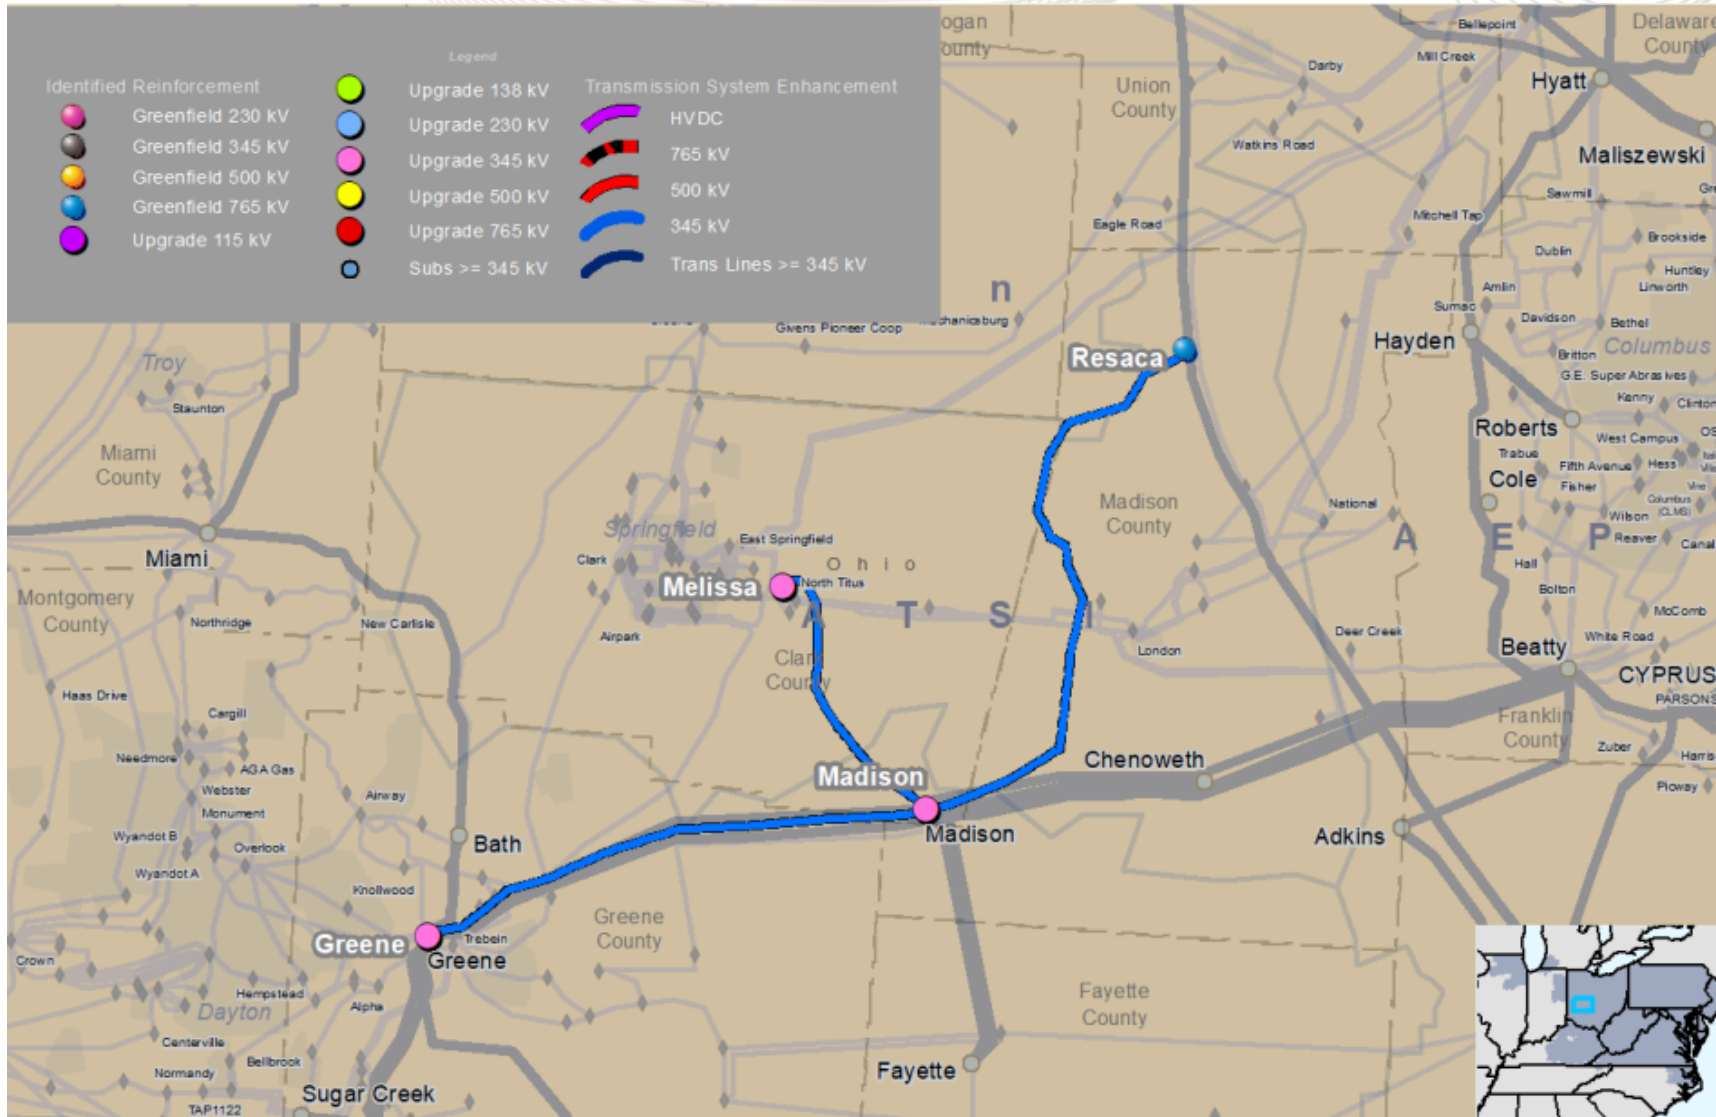 Legend
Identified Reinforcement
Greenfield 230 kV
Greenfield 345 kV
Greenfield 500 kV
Greenfield 765 kV
Upgrade 115 kV
Upgrade 138 kV
Upgrade 230 kV
Upgrade 345 kV
Upgrade 500 kV
Upgrade 765 kV
Subs >= 345 kV
Transmission System Enhancement
HVDC
765 kV
500 kV
345 kV
Trans Lines >= 345 kV
Bellepoint
Delaware
County
Mill Creek
Darby
Union
County
Hyatt
Watkins Road
Maliszewski
Sawmill
Eagle Road
Mitchell Tap
Brookside
Dublin
Huntley
Linworth
Amlin
Sumac
n
Givens Pioneer Coop
Davidson
Bethel
Hayden
Columbus
Resaca
Britton
G.E. Super Abrasives
Troy
Staunton
Kenny
Clinton
Roberts
West Campus
Trabue
Miami
County
Fifth Avenue
Hess
Cole
Fisher
Vine
Columbus
(CLMS)
Madison
County
National
Wilson
Springfield
East Springfield
A E P
Reaver
Canal
Miami
Clark
Ohio
Hall
Melissa
North Titus
Bolton
Montgomery
County
A T S I
McComb
Northridge
New Carlisle
Airpark
Deer Creek
White Road
London
Beatty
Clark
County
CYPRUS
PARSONS
Haas Drive
Cargill
Franklin
County
Zuber
Needmore
AGA Gas
Chenoweth
Madison
Webster
Airway
Monument
Madison
Wyandot B
Overlook
Bath
Adkins
Wyandot A
Knollwood
Greene
County
Greene
Trebein
Greene
Crown
Hempstead
Alpha
Dayton
Fayette
County
Centerville
Bellbrook
Fayette
Normandy
Sugar Creek
TAP1122